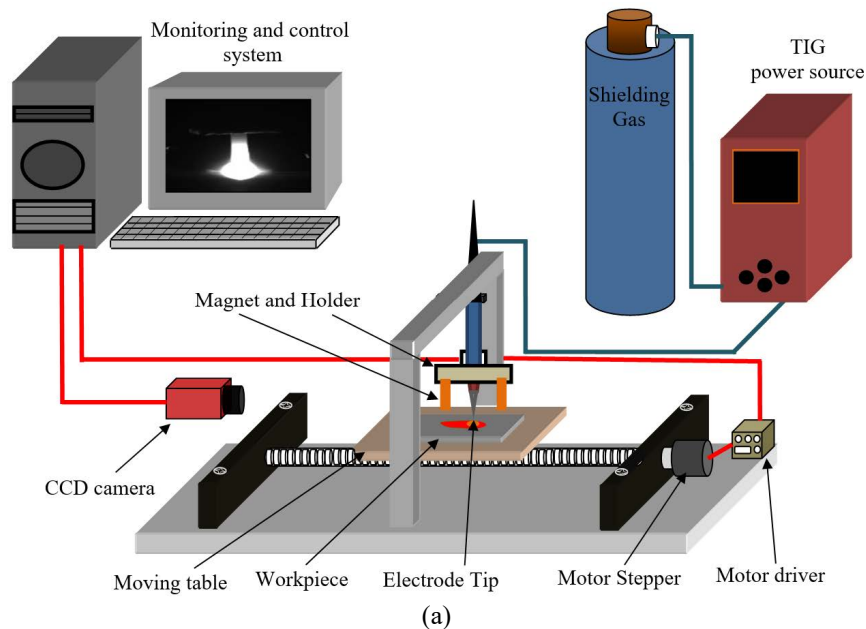 Monitoring and control
system
TIG
power source
Shielding
Gas
Magnet and Holder
CCD camera
Moving table
Workpiece
Electrode Tip
Motor Stepper
Motor driver
(a)